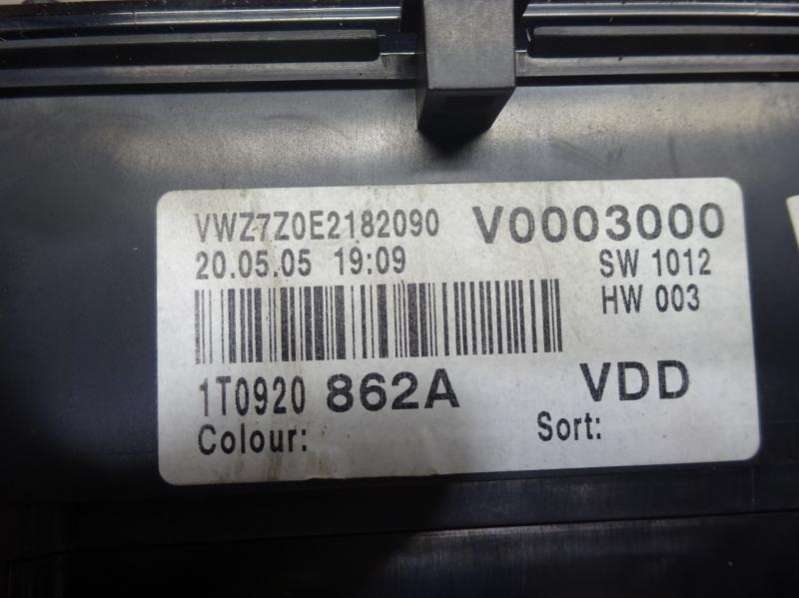 VWZ7Z0E2182090 V0003000
20.05.05 19:09 SW 1012
HW 003
1T0920 862A VDD
Colour: Sort: